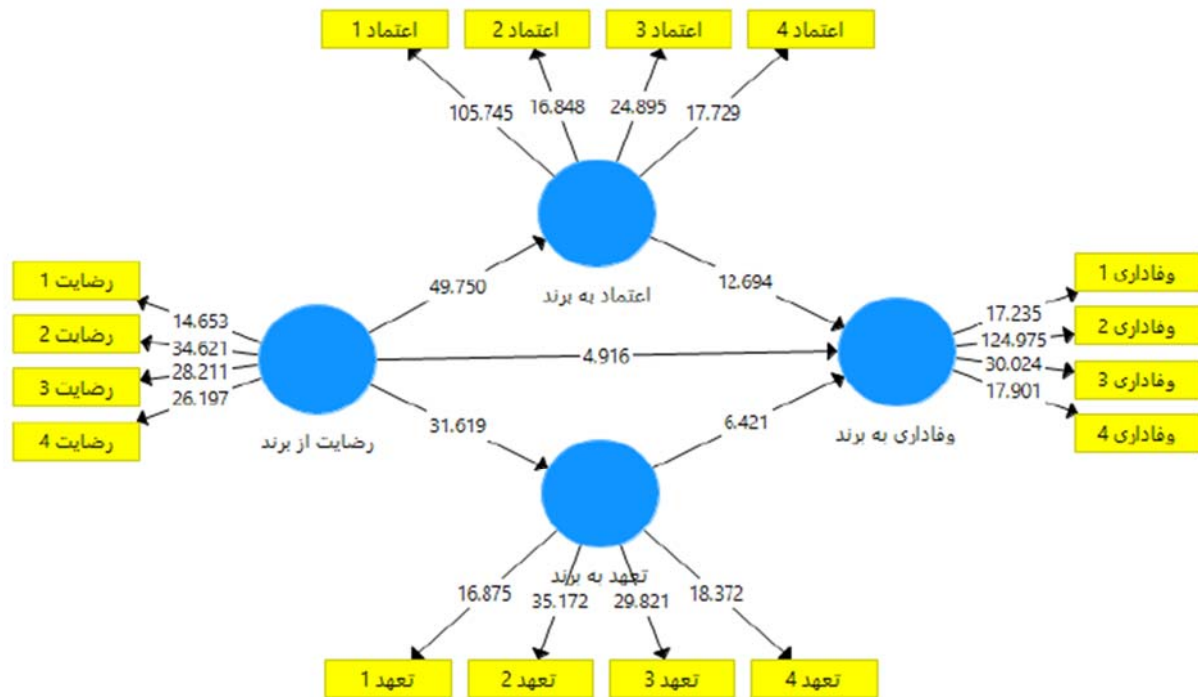 اعتماد 1
اعتماد 2
اعتماد 3
اعتماد 4
105.745
16.848
24.895
17.729
اعتماد به برند
49.750
12.694
رضایت 1
رضایت 2
رضایت 3
رضایت 4
14.653
34.621
28.211
26.197
رضایت از برند
4.916
وفاداری 1
وفاداری 2
وفاداری 3
وفاداری 4
17.235
124.975
30.024
17.901
وفاداری به برند
31.619
6.421
تعهد به برند
16.875
35.172
29.821
18.372
تعهد 1
تعهد 2
تعهد 3
تعهد 4